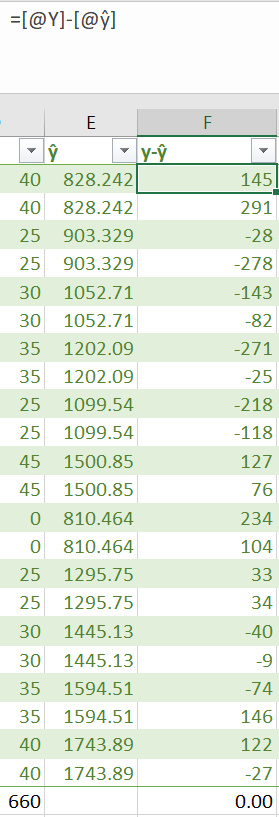 =[@Y]-[@ŷ]
E F
ŷ y-ŷ
40 828.242 145
40 828.242 291
25 903.329 -28
25 903.329 -278
30 1052.71 -143
30 1052.71 -82
35 1202.09 -271
35 1202.09 -25
25 1099.54 -218
25 1099.54 -118
45 1500.85 127
45 1500.85 76
0 810.464 234
0 810.464 104
25 1295.75 33
25 1295.75 34
30 1445.13 -40
30 1445.13 -9
35 1594.51 -74
35 1594.51 146
40 1743.89 122
40 1743.89 -27
660 0.00